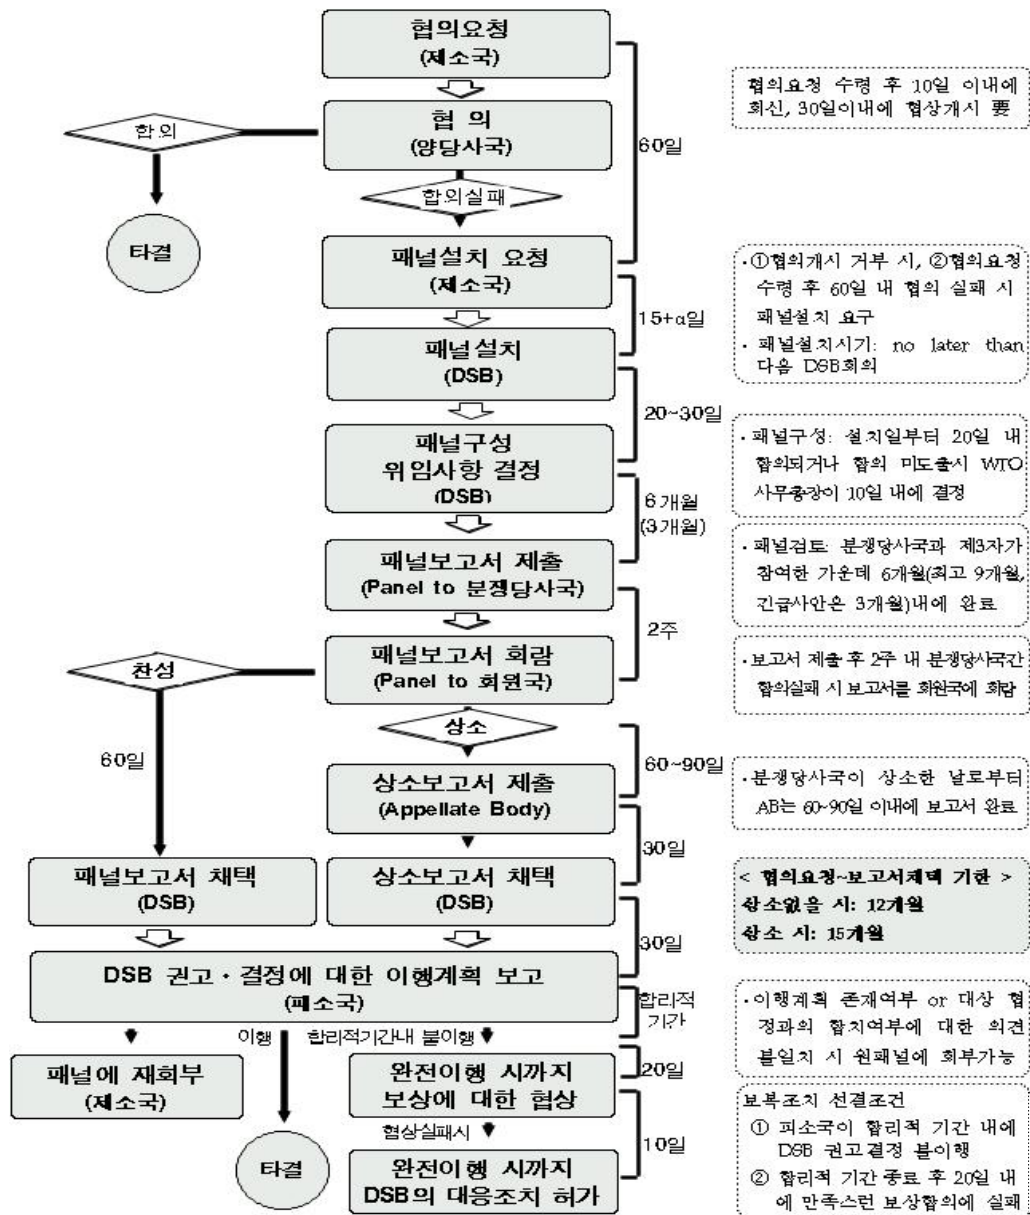 협의요청
(제소국)
협의요청 수령 후 10일 이내에
회신, 30일이내에 협상개시 要
합의
협 의
(양당사국)
60일
합의실패
타결
패널설치 요청
(제소국)
·①협의개시 거부 시, ②협의요청
수령 후 60일 내 협의 실패 시
패널설치 요구
· 패널설치시기: no later than
다음 DSB회의
15+α일
패널설치
(DSB)
20~30일
패널구성
위임사항 결정
(DSB)
·패널구성: 설치일부터 20일 내
합의되거나 합의 미도출시 WTO
사무총장이 10일 내에 결정
6개월
(3개월)
패널보고서 제출
(Panel to 분쟁당사국)
·패널검토: 분쟁당사국과 제3자가
참여한 가운데 6개월(최고 9개월,
긴급사안은 3개월)내에 완료
2주
찬성
패널보고서 회람
(Panel to 회원국)
·보고서 제출 후 2주 내 분쟁당사국간
합의실패 시 보고서를 회원국에 회람
상소
60일
60~90일
상소보고서 제출
(Appellate Body)
·분쟁당사국이 상소한 날로부터
AB는 60~90일 이내에 보고서 완료
30일
패널보고서 채택
(DSB)
상소보고서 채택
(DSB)
< 협의요청~보고서채택 기한 >
상소없을 시: 12개월
상소 시: 15개월
30일
DSB 권고·결정에 대한 이행계획 보고
(패소국)
합리적
기간
·이행계획 존재여부 or 대상 협
정과의 합치여부에 대한 의견
불일치 시 원패널에 회부가능
이행
합리적기간내 불이행
패널에 재회부
(제소국)
완전이행 시까지
보상에 대한 협상
20일
협상실패시
10일
타결
완전이행 시까지
DSB의 대응조치 허가
보복조치 선결조건
① 피소국이 합리적 기간 내에
DSB 권고결정 불이행
② 합리적 기간 종료 후 20일 내
에 만족스런 보상합의에 실패